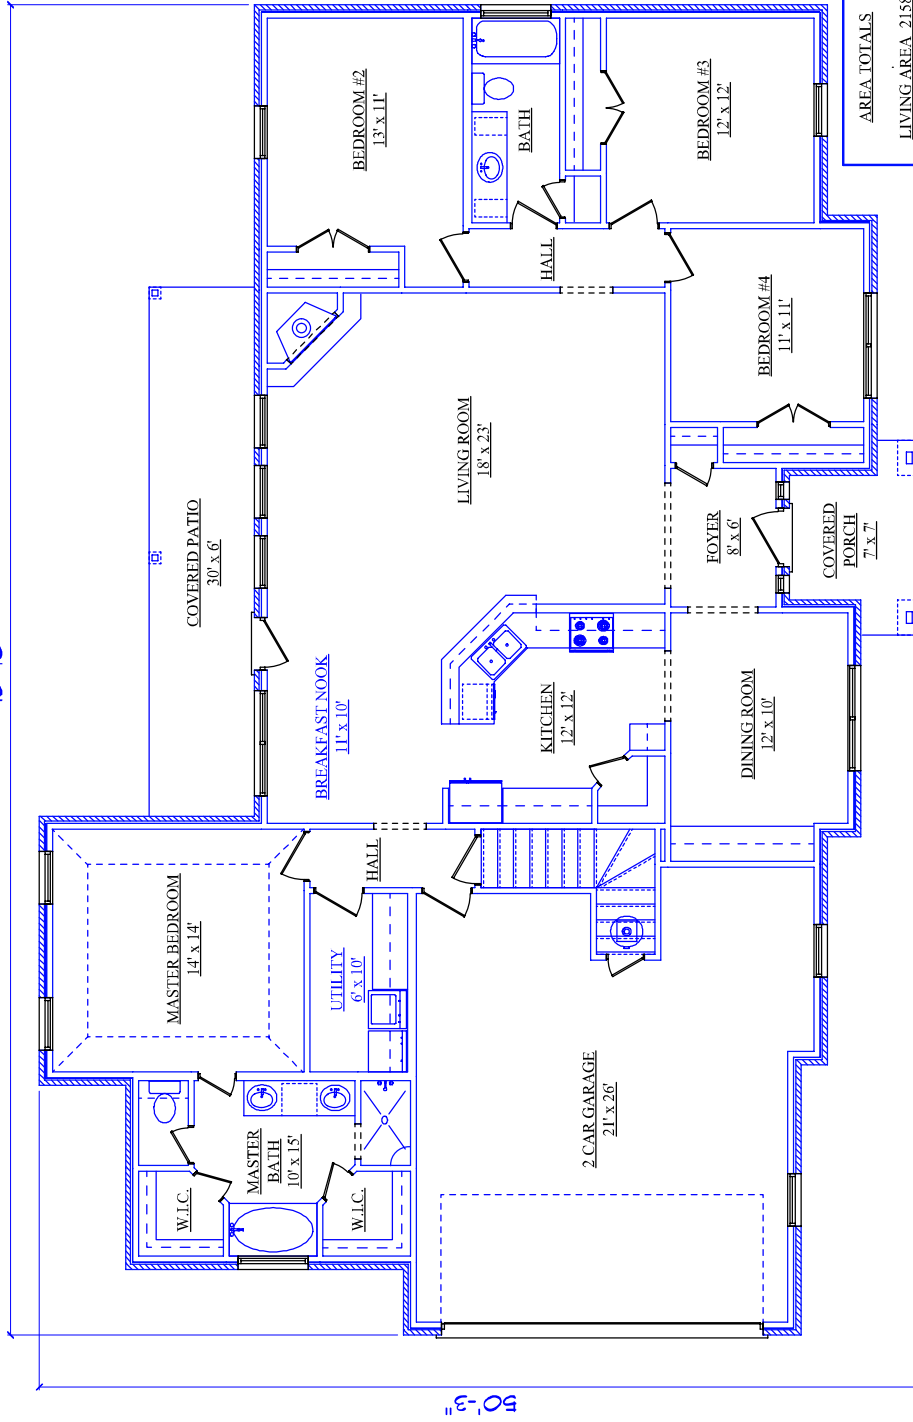 BEDROOM #2
13' x 11'
BATH
BEDROOM #3
12' x 12'
AREA TOTALS
LIVING AREA 2158
HALL
BEDROOM #4
11' x 11'
LIVING ROOM
18' x 23'
COVERED PATIO
30' x 6'
FOYER
8' x 6'
COVERED
PORCH
7' x 7'
BREAKFAST NOOK
11' x 10'
KITCHEN
12' x 12'
DINING ROOM
12' x 10'
HALL
MASTER BEDROOM
14' x 14'
UTILITY
6' x 10'
2 CAR GARAGE
21' x 26'
MASTER
BATH
10' x 15'
W.I.C.
W.I.C.
50'-3"